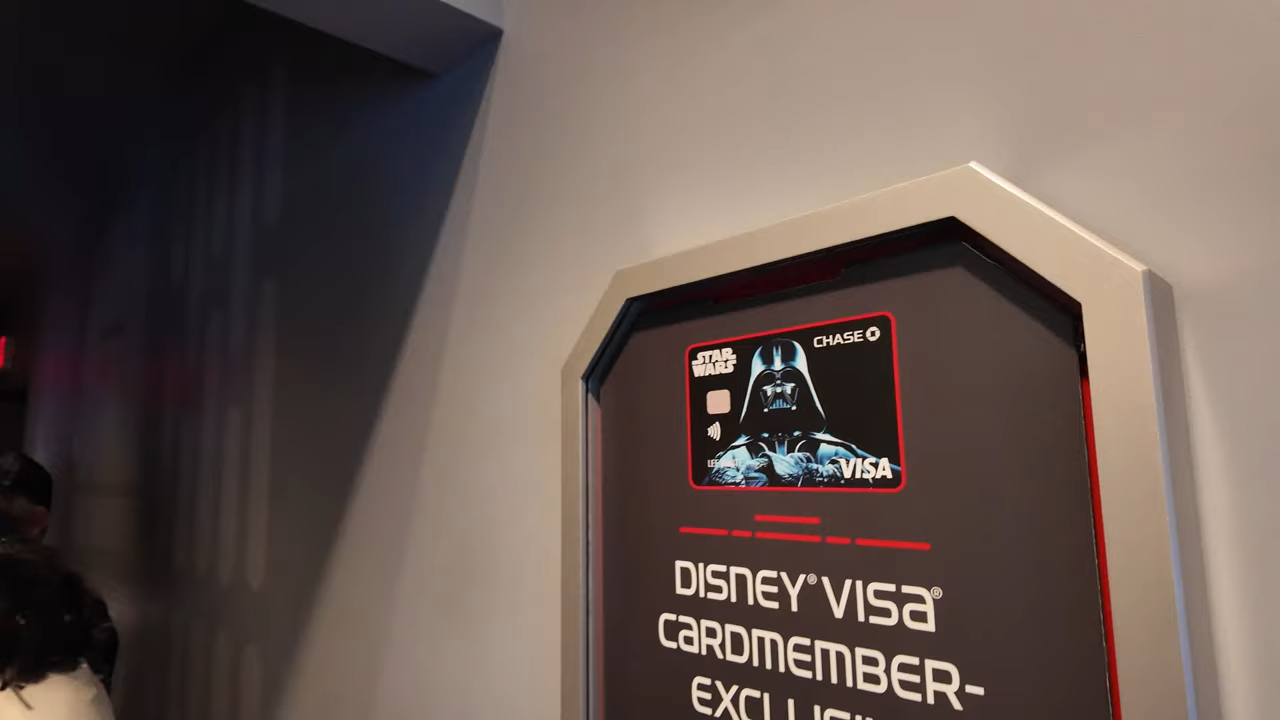 STAR
WARS
CHASE
VISA
DISNEY® VISA®
CARDMEMBER-